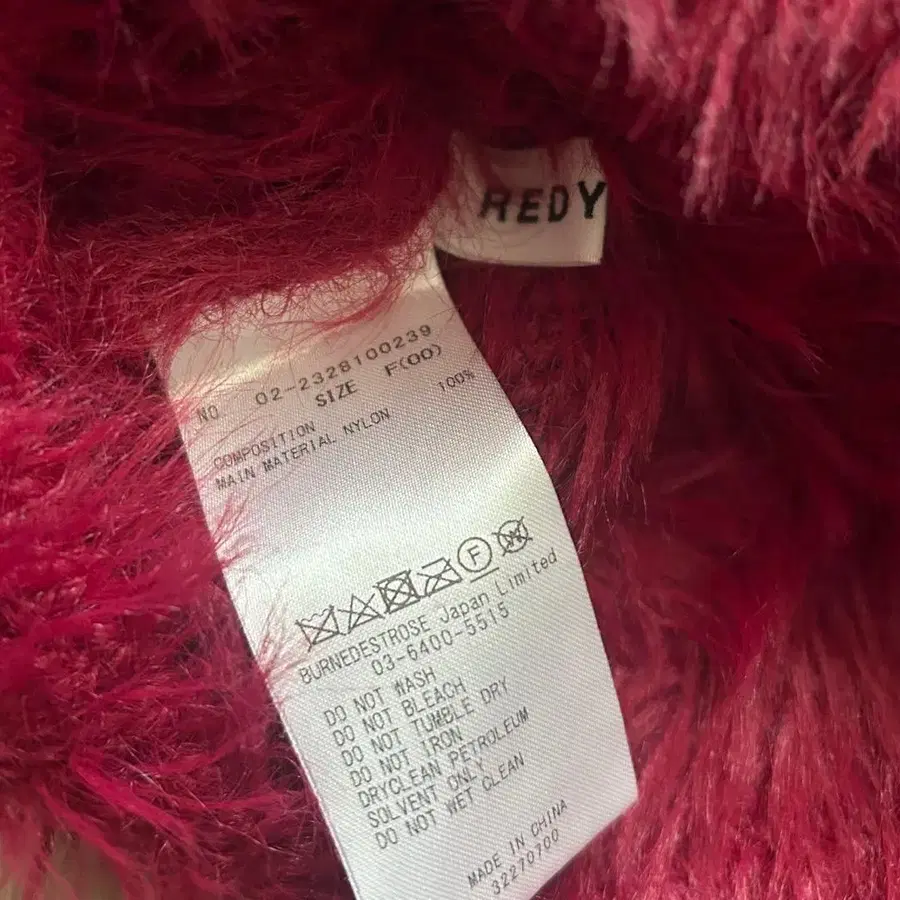 REDY
NO 02-2328100239
SIZE F(00)
COMPOSITION
MAIN MATERIAL NYLON 100%
F
W
BURNEDESTROSE Japan Limited
03-6400-5515
DO NOT WASH
DO NOT BLEACH
DO NOT TUMBLE DRY
DO NOT IRON
DRYCLEAN PETROLEUM
SOLVENT ONLY
DO NOT WET CLEAN
MADE IN CHINA
32270700